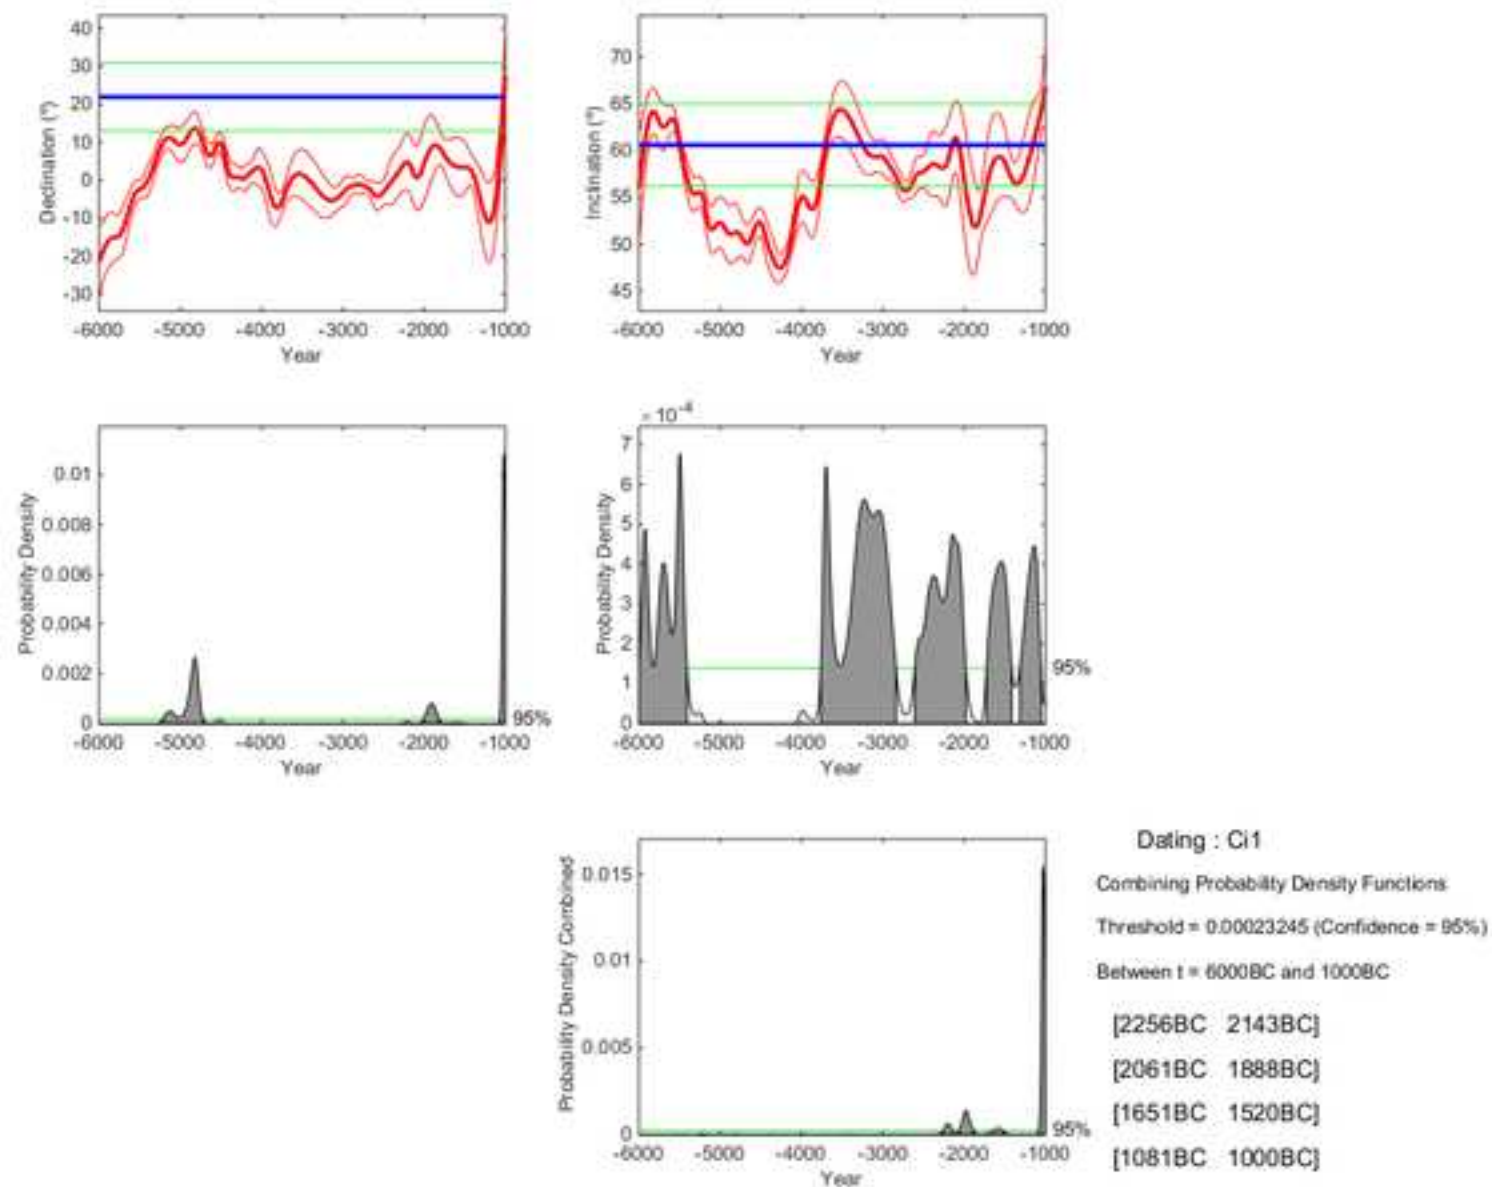 40
30
20
10
0
-10
-20
-30
Declination (°)
-6000 -5000 -4000 -3000 -2000 -1000
Year
70
65
60
55
50
45
Inclination (°)
-6000 -5000 -4000 -3000 -2000 -1000
Year
0.01
0.008
0.006
0.004
0.002
0
Probability Density
95%
-6000 -5000 -4000 -3000 -2000 -1000
Year
× 10-4
7
6
5
4
3
2
1
0
Probability Density
95%
-6000 -5000 -4000 -3000 -2000 -1000
Year
0.015
0.01
0.005
0
Probability Density Combined
95%
-6000 -5000 -4000 -3000 -2000 -1000
Year
Dating : Ci1
Combining Probability Density Functions
Threshold = 0.00023245 (Confidence = 95%)
Between t = 6000BC and 1000BC
[2256BC 2143BC]
[2061BC 1888BC]
[1651BC 1520BC]
[1081BC 1000BC]